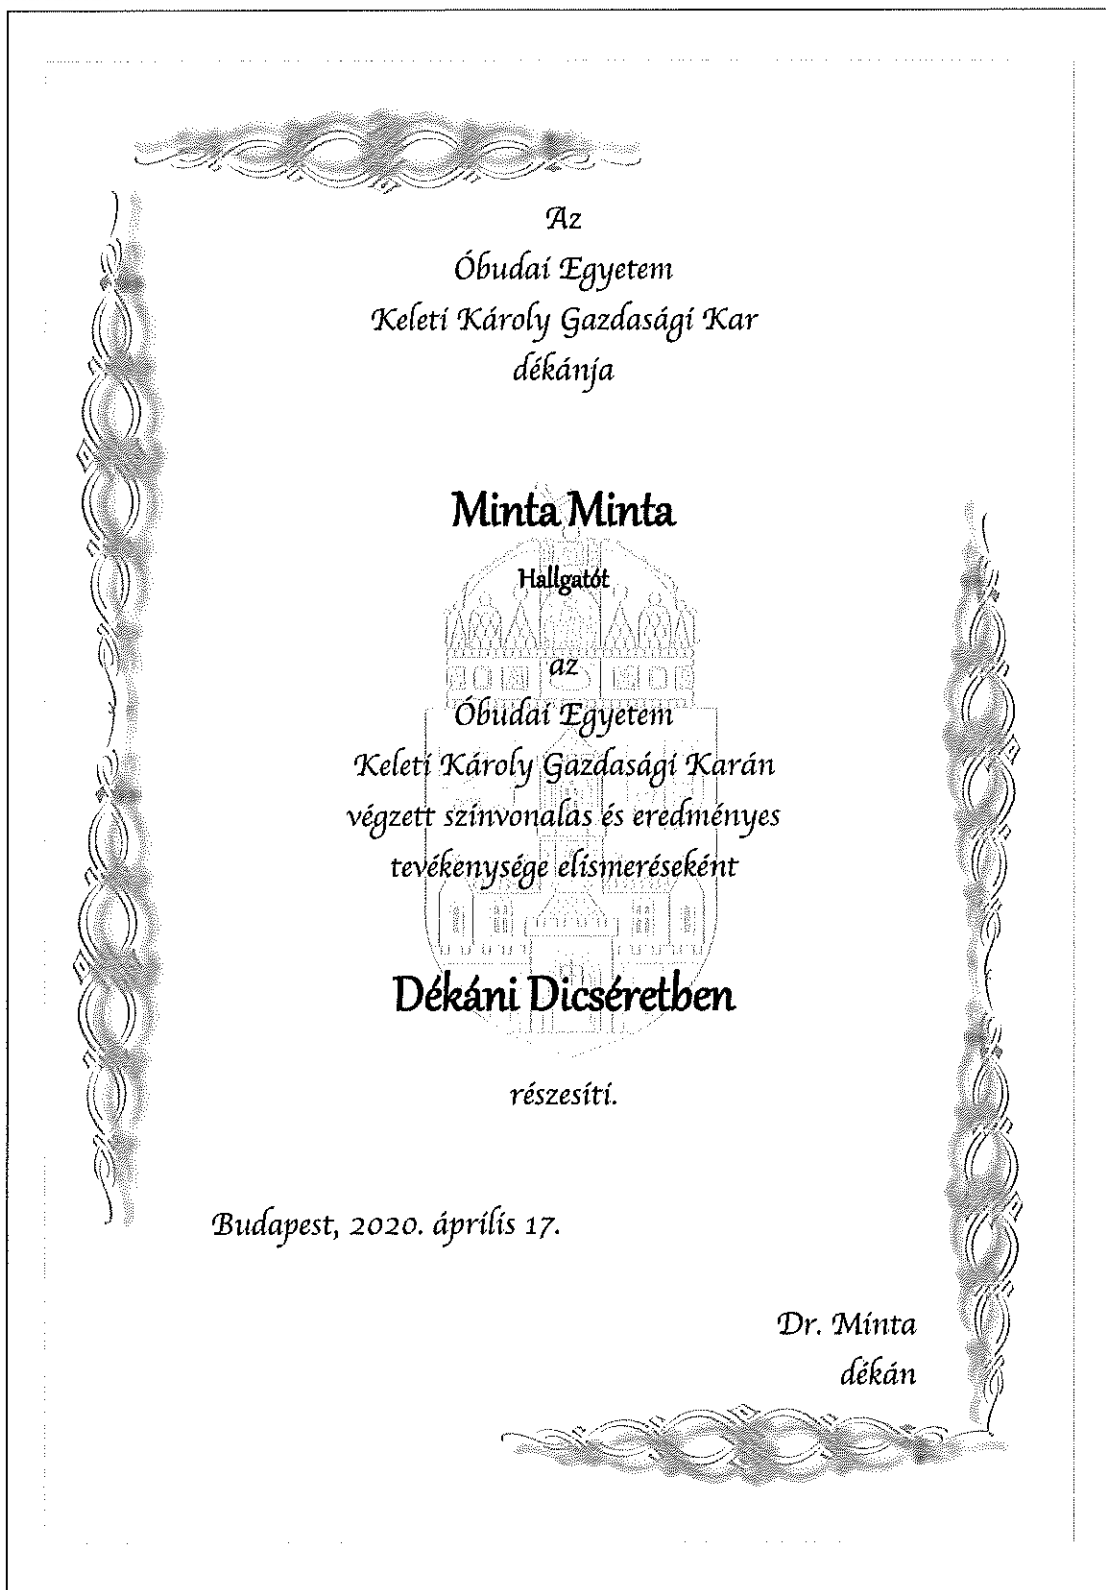 Az
Óbudai Egyetem
Keleti Károly Gazdasági Kar
dékánja
Minta Minta
Hallgatót
az
Óbudai Egyetem
Keleti Károly Gazdasági Karán
végzett színvonalas és eredményes
tevékenysége elismeréseként
Dékáni Dicséretben
részesíti.
Budapest, 2020. április 17.
Dr. Minta
dékán